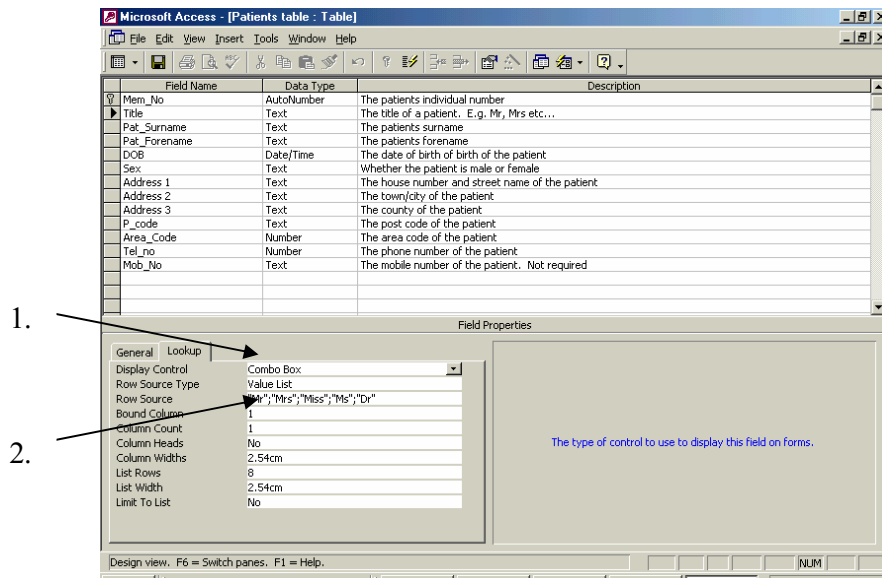 Microsoft Access - [Patients table : Table]
File Edit View Insert Tools Window Help
Field Name Data Type Description
Mem_No AutoNumber The patients individual number
Title Text The title of a patient. E.g. Mr, Mrs etc...
Pat_Surname Text The patients surname
Pat_Forename Text The patients forename
DOB Date/Time The date of birth of birth of the patient
Sex Text Whether the patient is male or female
Address 1 Text The house number and street name of the patient
Address 2 Text The town/city of the patient
Address 3 Text The county of the patient
P_code Text The post code of the patient
Area_Code Number The area code of the patient
Tel_no Number The phone number of the patient
Mob_No Text The mobile number of the patient. Not required
1.
Field Properties
General Lookup
Display Control Combo Box
Row Source Type Value List
Row Source "Mr";"Mrs";"Miss";"Ms";"Dr"
Bound Column 1
Column Count 1
Column Heads No
2.
Column Widths 2.54cm
List Rows 8
List Width 2.54cm
Limit To List No
The type of control to use to display this field on forms.
Design view. F6 = Switch panes. F1 = Help. NUM